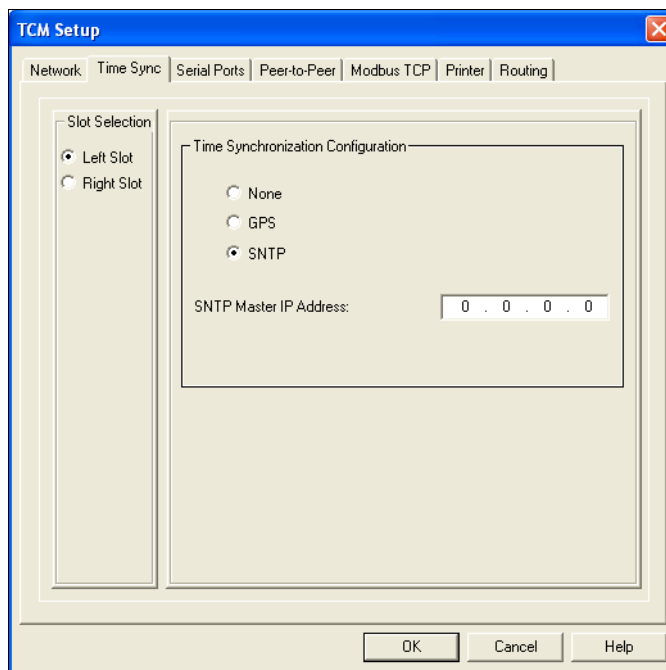 TCM Setup
Network Time Sync Serial Ports Peer-to-Peer Modbus TCP Printer Routing
Slot Selection
Left Slot
Right Slot
Time Synchronization Configuration
None
GPS
SNTP
SNTP Master IP Address: 0 . 0 . 0 . 0
OK Cancel Help